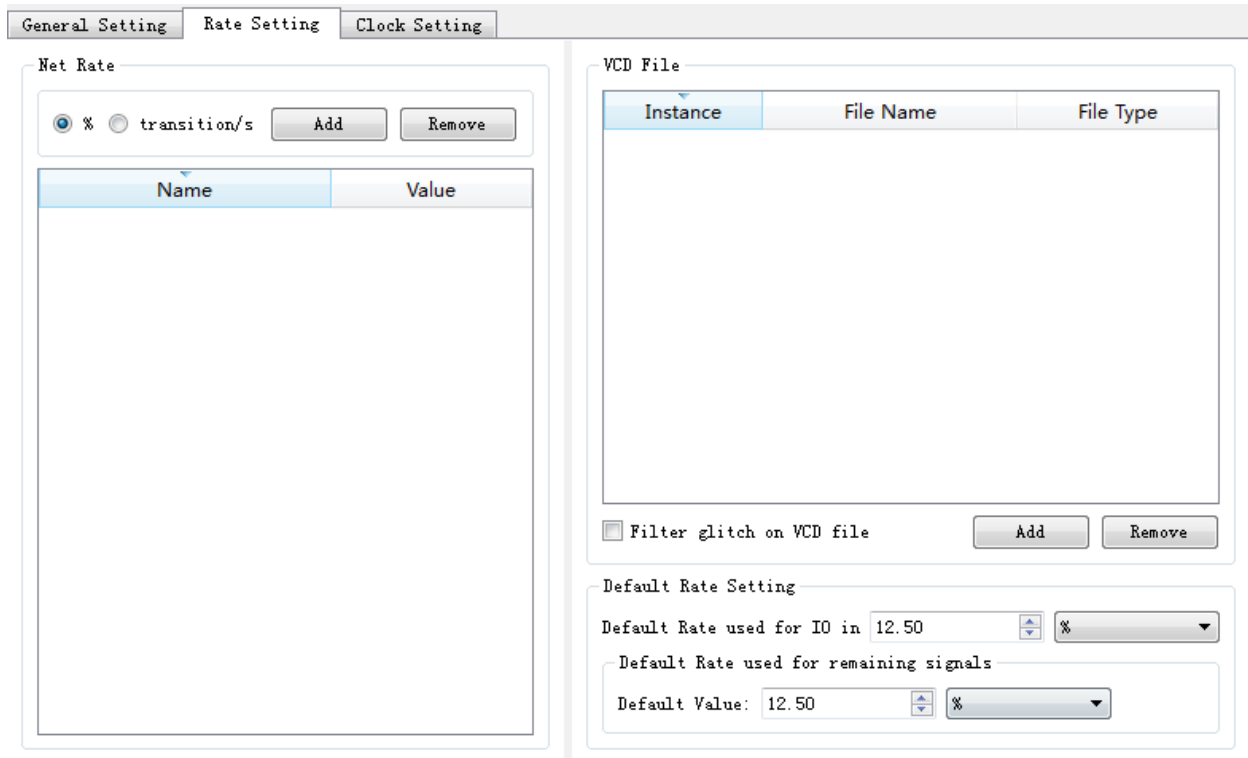 General Setting
Rate Setting
Clock Setting
Net Rate
% transition/s Add Remove
Name Value
VCD File
Instance File Name File Type
Filter glitch on VCD file Add Remove
Default Rate Setting
Default Rate used for IO in 12.50 %
Default Rate used for remaining signals
Default Value: 12.50 %